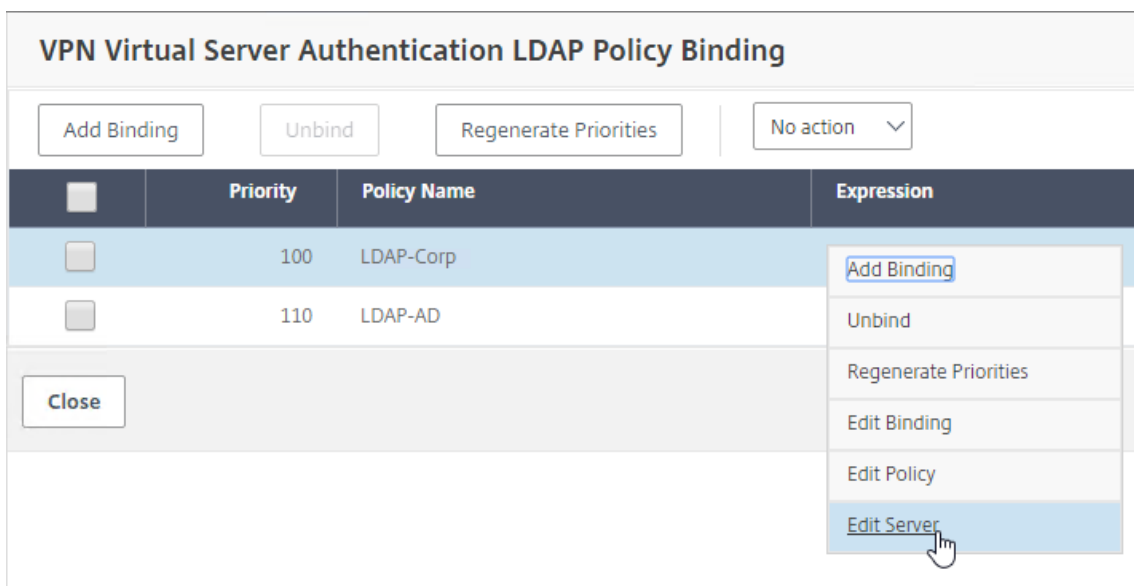 VPN Virtual Server Authentication LDAP Policy Binding
Add Binding Unbind Regenerate Priorities No action
Priority Policy Name Expression
100 LDAP-Corp
110 LDAP-AD
Add Binding
Unbind
Regenerate Priorities
Edit Binding
Edit Policy
Edit Server
Close